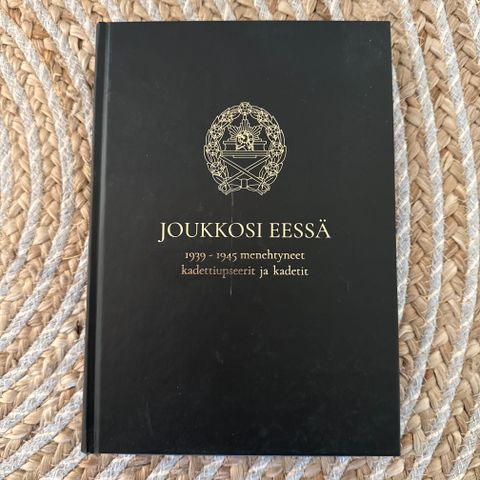 JOUKKOSI EESSÄ
1939 - 1945 menehtyneet
kadettiupseerit ja kadetit